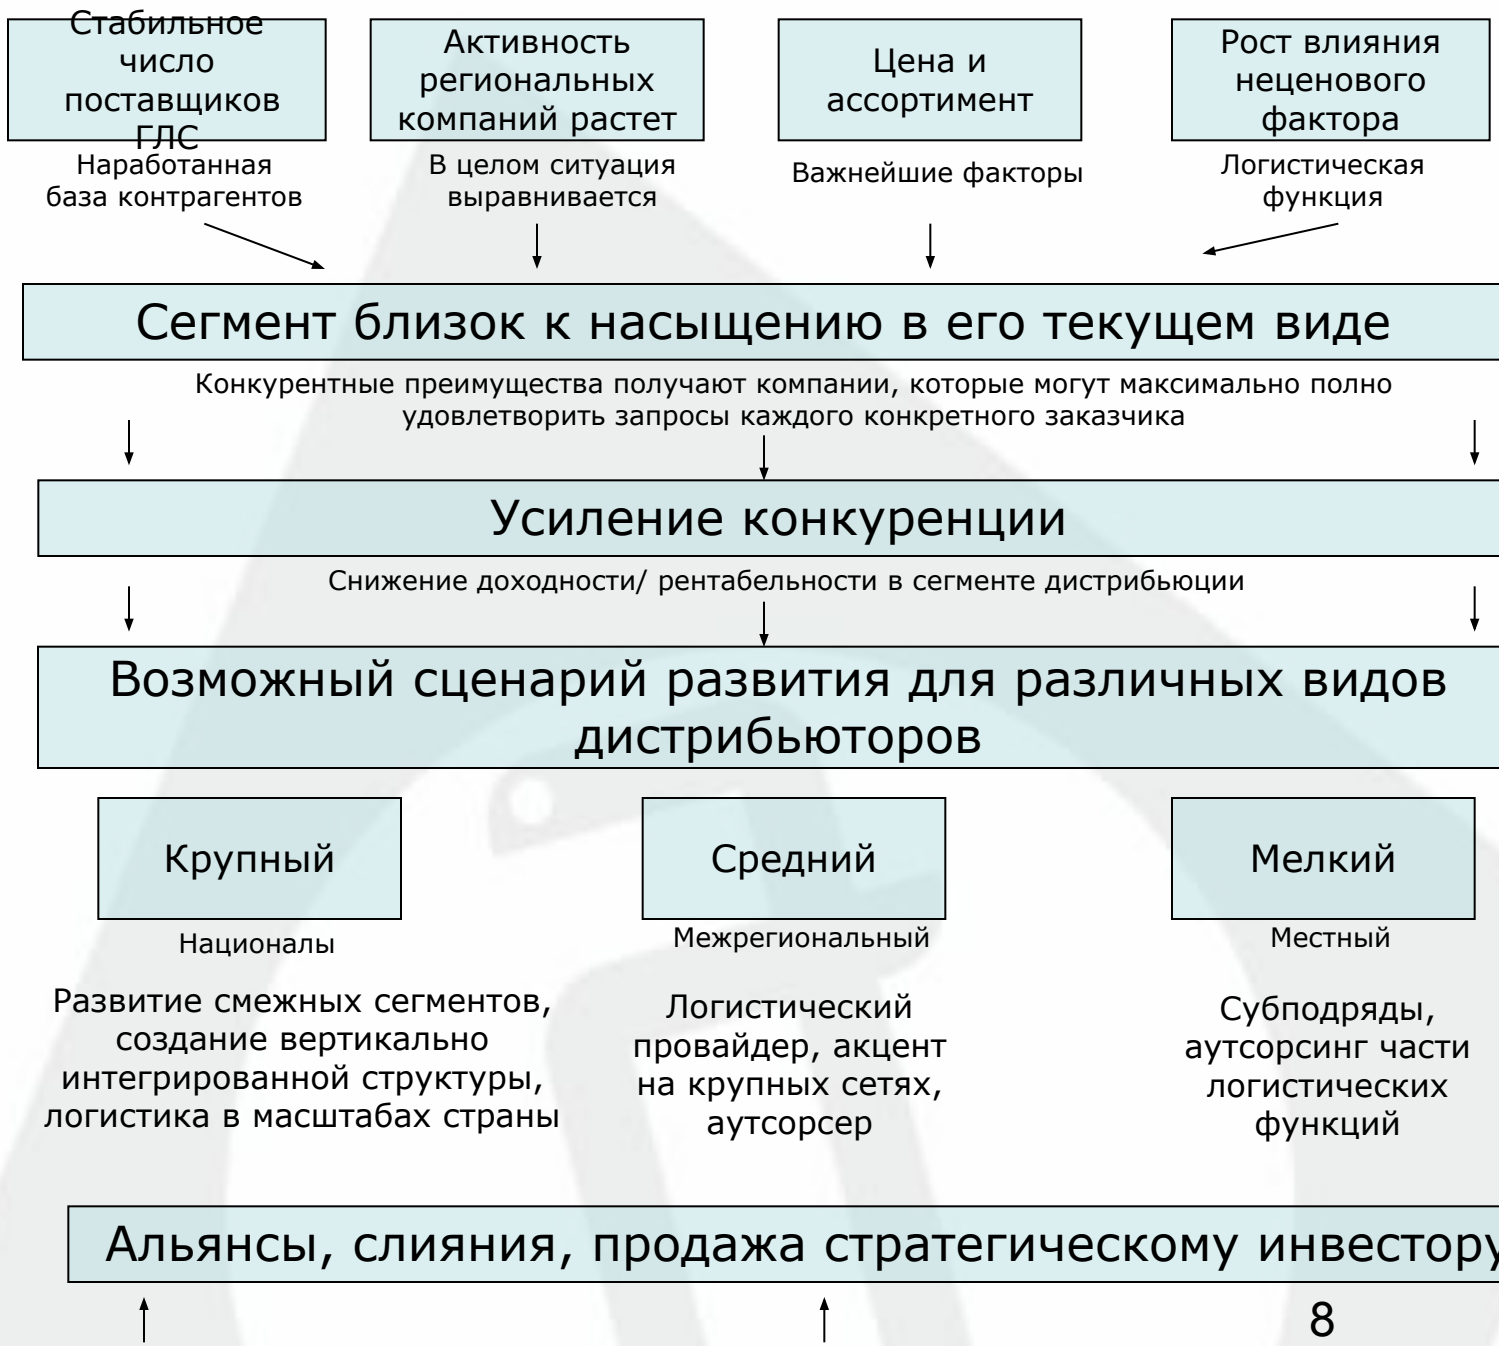 Стабильное
число
поставщиков
ГЛС
Активность
региональных
компаний растет
Цена и
ассортимент
Рост влияния
неценового
фактора
Наработанная
база контрагентов
В целом ситуация
выравнивается
Важнейшие факторы
Логистическая
функция
Сегмент близок к насыщению в его текущем виде
Конкурентные преимущества получают компании, которые могут максимально полно
удовлетворить запросы каждого конкретного заказчика
Усиление конкуренции
Снижение доходности/ рентабельности в сегменте дистрибьюции
Возможный сценарий развития для различных видов
дистрибьюторов
Крупный
Средний
Мелкий
Националы
Межрегиональный
Местный
Развитие смежных сегментов,
создание вертикально
интегрированной структуры,
логистика в масштабах страны
Логистический
провайдер, акцент
на крупных сетях,
аутсорсер
Субподряды,
аутсорсинг части
логистических
функций
Альянсы, слияния, продажа стратегическому инвестору
8